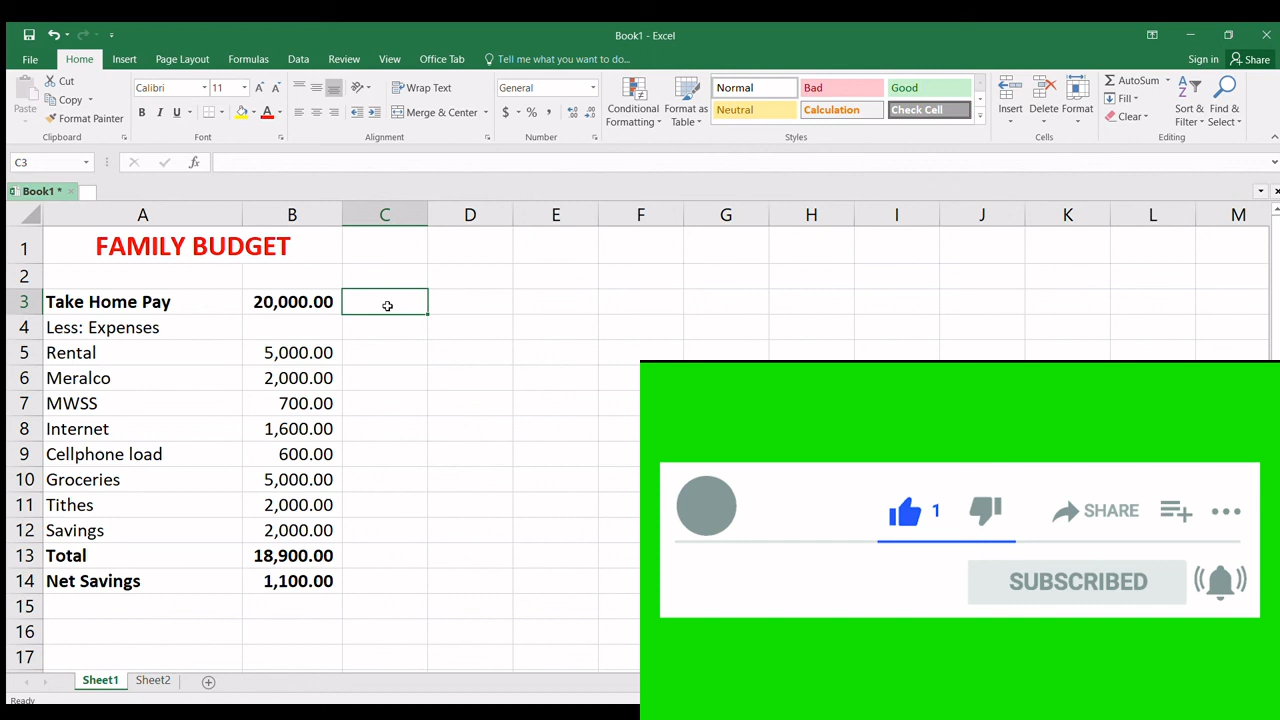 Book1 - Excel
File Home Insert Page Layout Formulas Data Review View Office Tab Tell me what you want to do... Sign in Share
Paste Cut Copy Format Painter Clipboard
Calibri 11 A A B I U A Font
Wrap Text Merge & Center Alignment
General $ % , Number
Conditional Formatting Format as Table
Normal Bad Good
Neutral Calculation Check Cell
Styles
Insert Delete Format Cells
AutoSum Fill Clear Sort & Filter Find & Select Editing
C3 fx
Book1 *
A B C D E F G H I J K L M
1 FAMILY BUDGET
2
3 Take Home Pay 20,000.00
4 Less: Expenses
5 Rental 5,000.00
6 Meralco 2,000.00
7 MWSS 700.00
8 Internet 1,600.00
9 Cellphone load 600.00
10 Groceries 5,000.00
11 Tithes 2,000.00
12 Savings 2,000.00
13 Total 18,900.00
14 Net Savings 1,100.00
15
16
17
1 SHARE
SUBSCRIBED
Sheet1 Sheet2
Ready